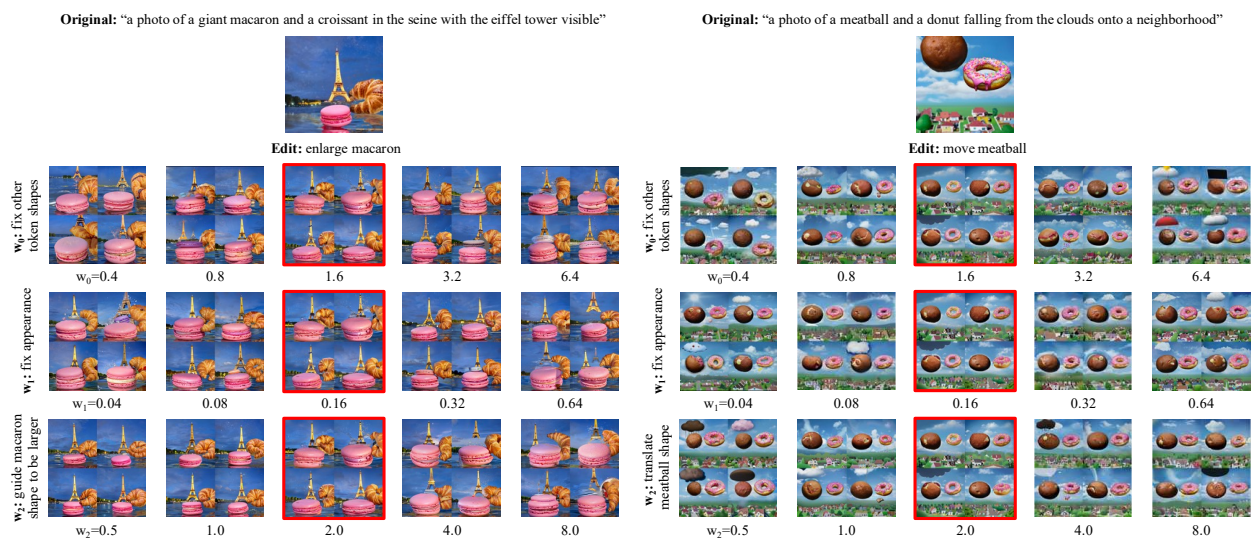 Original: “a photo of a giant macaron and a croissant in the seine with the eiffel tower visible”
Edit: enlarge macaron
w0: fix other
token shapes
w0=0.4 0.8 1.6 3.2 6.4
w1: fix appearance
w1=0.04 0.08 0.16 0.32 0.64
w2: guide macaron
shape to be larger
w2=0.5 1.0 2.0 4.0 8.0
Original: “a photo of a meatball and a donut falling from the clouds onto a neighborhood”
Edit: move meatball
w0: fix other
token shapes
w0=0.4 0.8 1.6 3.2 6.4
w1: fix appearance
w1=0.04 0.08 0.16 0.32 0.64
w2: translate
meatball shape
w2=0.5 1.0 2.0 4.0 8.0